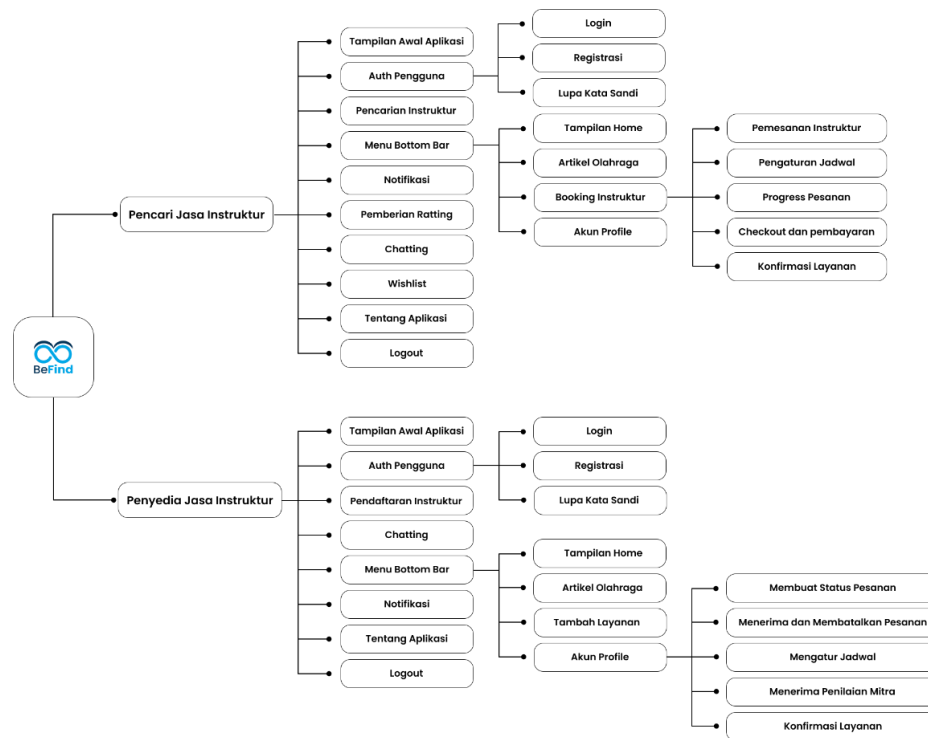 BeFind
Pencari Jasa Instruktur
Tampilan Awal Aplikasi
Auth Pengguna
Login
Registrasi
Lupa Kata Sandi
Pencarian Instruktur
Menu Bottom Bar
Tampilan Home
Artikel Olahraga
Booking Instruktur
Pemesanan Instruktur
Pengaturan Jadwal
Progress Pesanan
Checkout dan pembayaran
Konfirmasi Layanan
Akun Profile
Notifikasi
Pemberian Ratting
Chatting
Wishlist
Tentang Aplikasi
Logout
Penyedia Jasa Instruktur
Tampilan Awal Aplikasi
Auth Pengguna
Login
Registrasi
Lupa Kata Sandi
Pendaftaran Instruktur
Chatting
Menu Bottom Bar
Tampilan Home
Artikel Olahraga
Tambah Layanan
Akun Profile
Membuat Status Pesanan
Menerima dan Membatalkan Pesanan
Mengatur Jadwal
Menerima Penilaian Mitra
Konfirmasi Layanan
Notifikasi
Tentang Aplikasi
Logout